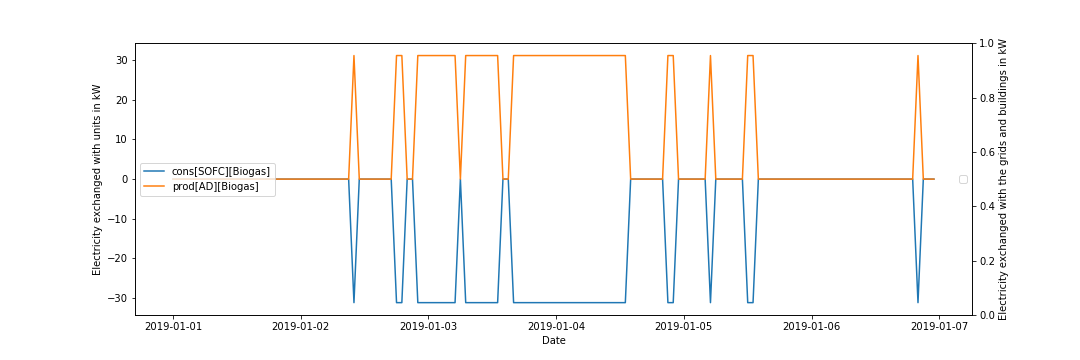 Electricity exchanged with units in kW
30
20
10
0
−10
−20
−30
cons[SOFC][Biogas]
prod[AD][Biogas]
1.0
0.8
0.6
0.4
0.2
0.0
Electricity exchanged with the grids and buildings in kW
2019-01-01 2019-01-02 2019-01-03 2019-01-04 2019-01-05 2019-01-06 2019-01-07
Date